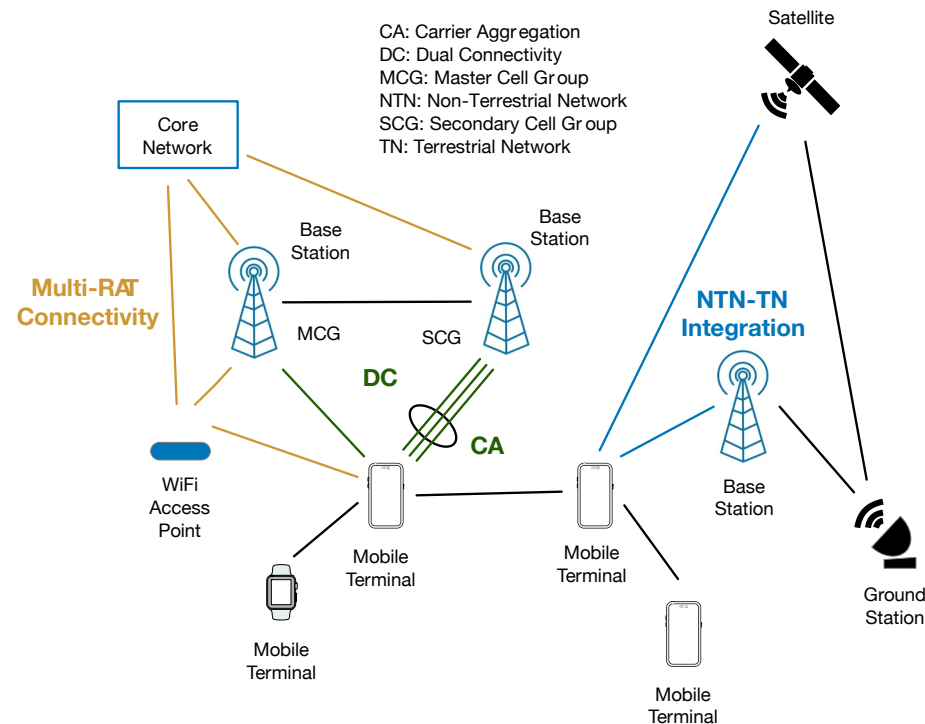 CA: Carrier Aggregation
DC: Dual Connectivity
MCG: Master Cell Group
NTN: Non-Terrestrial Network
SCG: Secondary Cell Group
TN: Terrestrial Network
Satellite
Core
Network
Base
Station
Base
Station
Multi-RAT
Connectivity
MCG
SCG
NTN-TN
Integration
DC
CA
WiFi
Access
Point
Mobile
Terminal
Mobile
Terminal
Base
Station
Ground
Station
Mobile
Terminal
Mobile
Terminal